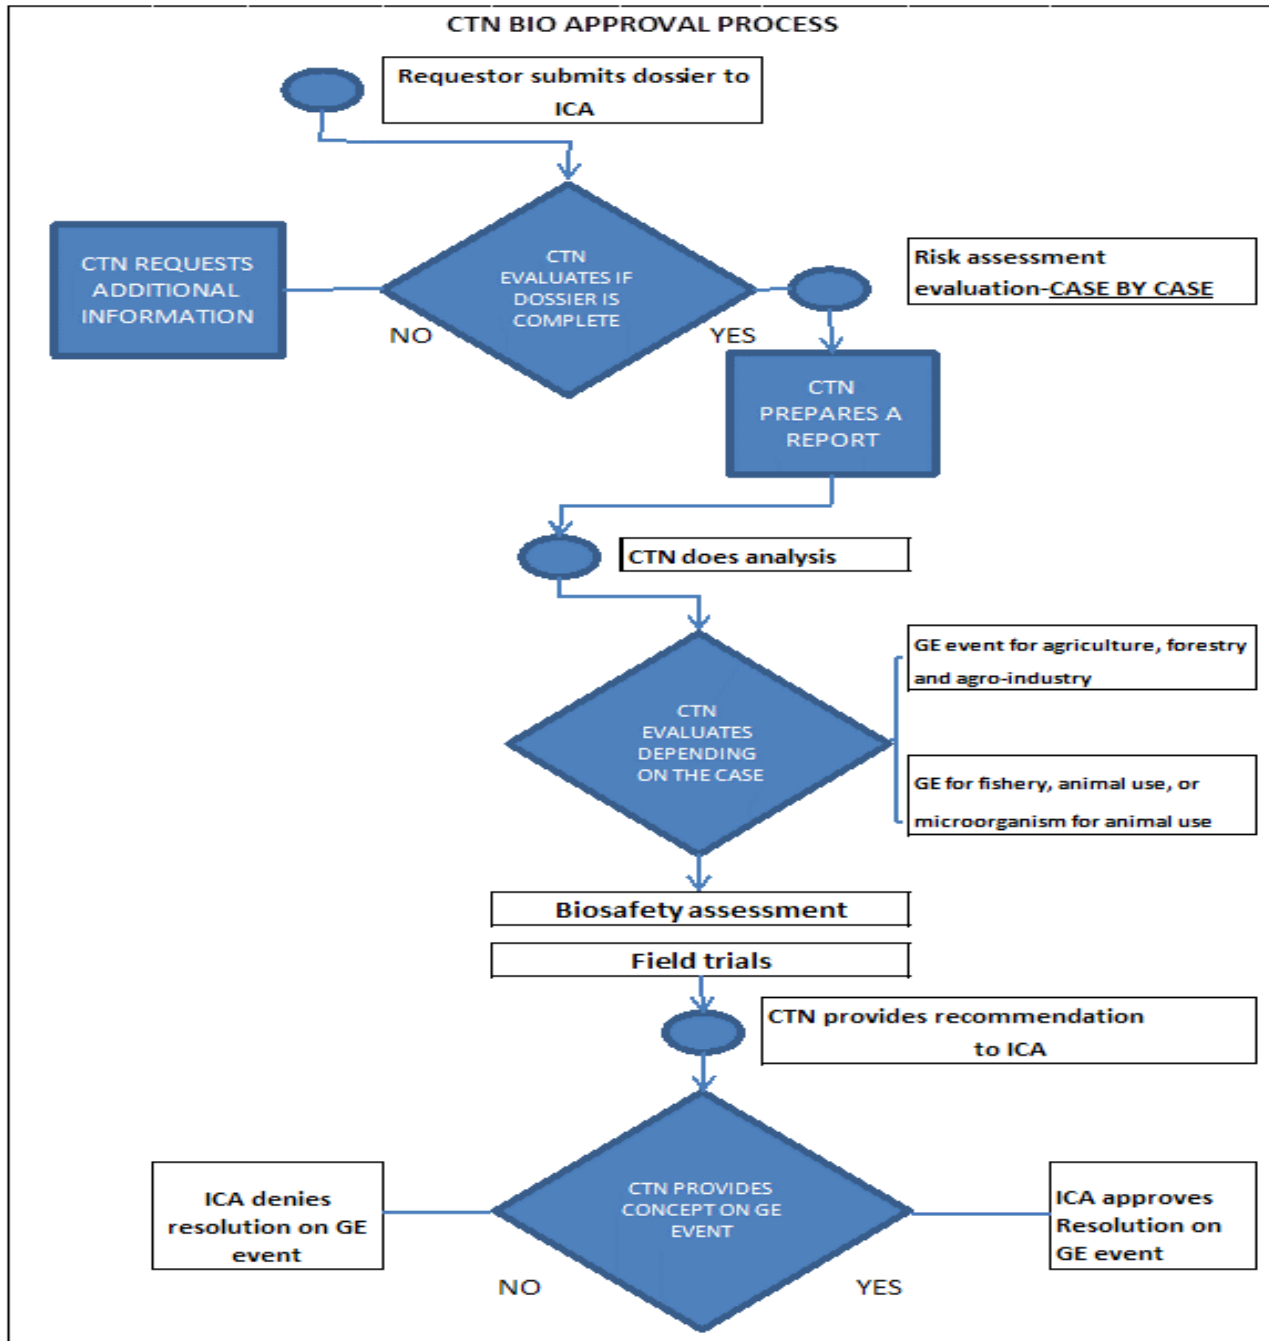 CTN BIO APPROVAL PROCESS
Requestor submits dossier to
ICA
CTN REQUESTS
ADDITIONAL
INFORMATION
CTN
EVALUATES IF
DOSSIER IS
COMPLETE
NO
YES
Risk assessment
evaluation-CASE BY CASE
CTN
PREPARES A
REPORT
CTN does analysis
CTN
EVALUATES
DEPENDING
ON THE CASE
GE event for agriculture, forestry
and agro-industry
GE for fishery, animal use, or
microorganism for animal use
Biosafety assessment
Field trials
CTN provides recommendation
to ICA
ICA denies
resolution on GE
event
CTN PROVIDES
CONCEPT ON GE
EVENT
ICA approves
Resolution on
GE event
NO
YES